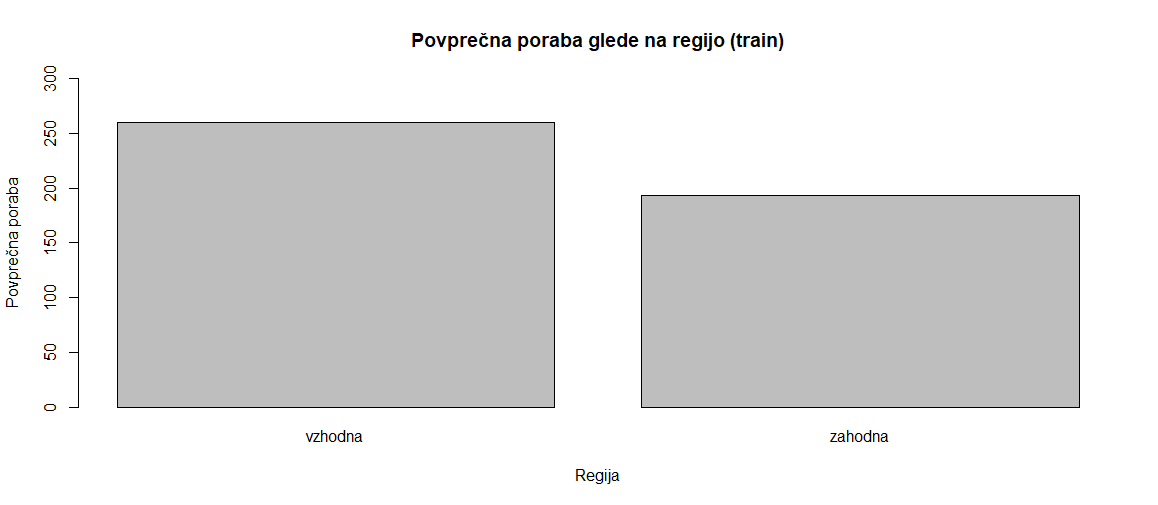 Povprečna poraba glede na regijo (train)
Povprečna poraba
300
250
200
150
100
50
0
vzhodna
zahodna
Regija